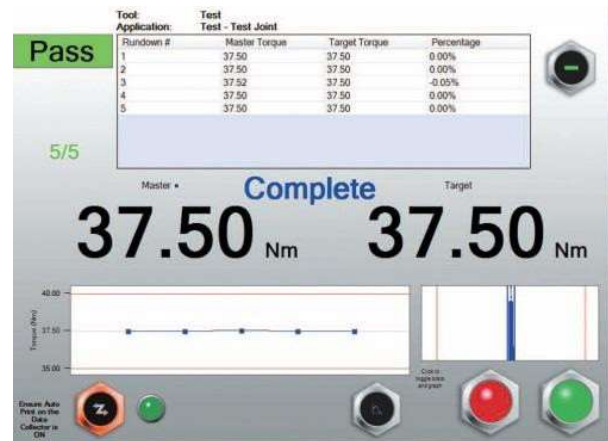 Tool: Test
Application: Test - Test Joint
Pass
Rundown # Master Torque Target Torque Percentage
1 37.50 37.50 0.00%
2 37.50 37.50 0.00%
3 37.52 37.50 -0.05%
4 37.50 37.50 0.00%
5 37.50 37.50 0.00%
5/5
Master Complete Target
37.50 Nm 37.50 Nm
40.00
37.50
35.00
Torque (Nm)
Click to
toggle
and graph
Ensure Auto
Print on the
Data
Collector is
ON